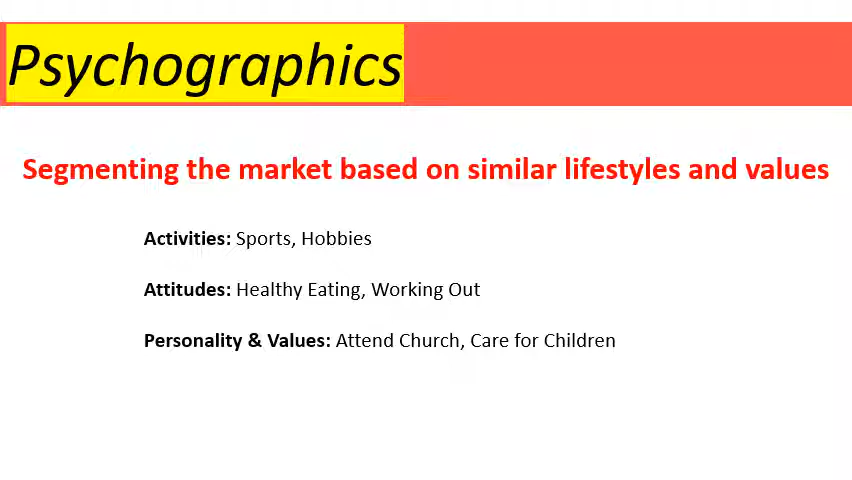 Psychographics
Segmenting the market based on similar lifestyles and values
Activities: Sports, Hobbies
Attitudes: Healthy Eating, Working Out
Personality & Values: Attend Church, Care for Children